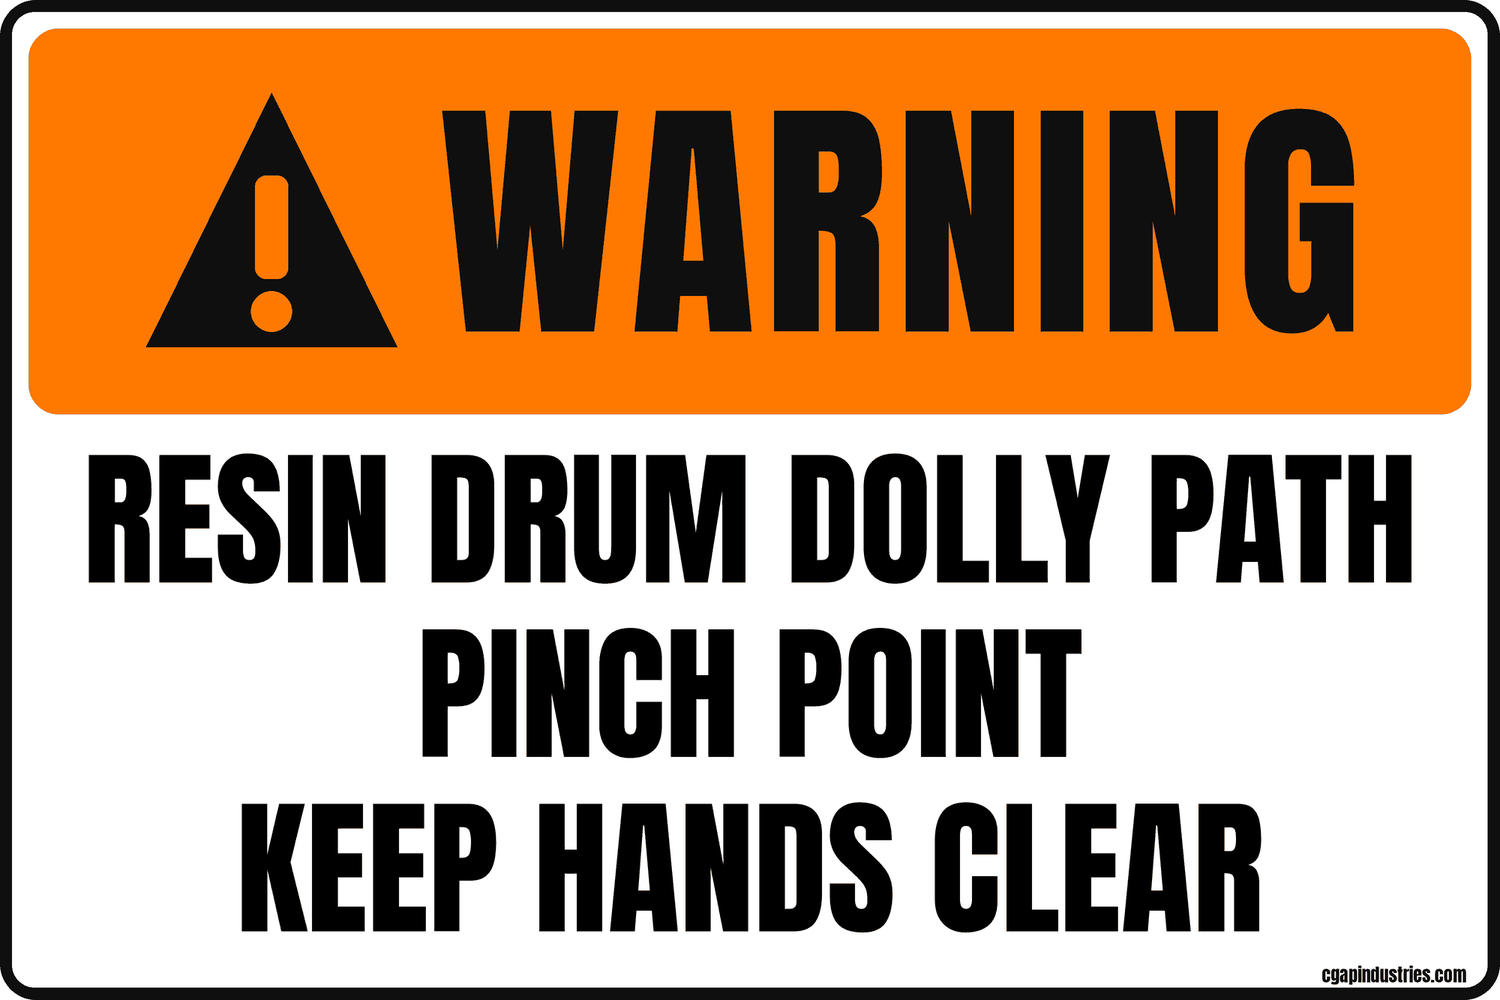 WARNING
RESIN DRUM DOLLY PATH
PINCH POINT
KEEP HANDS CLEAR
cgapindustries.com